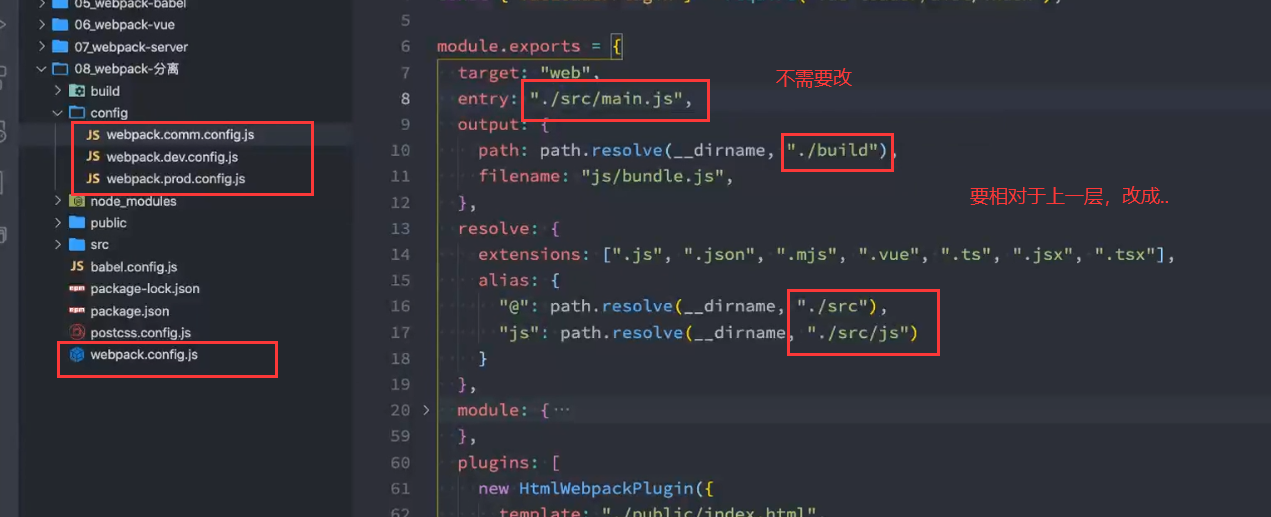 05_webpack-babel
06_webpack-vue
07_webpack-server
08_webpack-分离
build
config
JS webpack.comm.config.js
JS webpack.dev.config.js
JS webpack.prod.config.js
node_modules
public
src
JS babel.config.js
package-lock.json
package.json
postcss.config.js
webpack.config.js
5
6 module.exports = {
7 target: "web",
不需要改
8 entry: "./src/main.js",
9 output: {
10 path: path.resolve(__dirname, "./build"),
11 filename: "js/bundle.js",
要相对于上一层，改成..
12 },
13 resolve: {
14 extensions: [".js", ".json", ".mjs", ".vue", ".ts", ".jsx", ".tsx"],
15 alias: {
16 "@": path.resolve(__dirname, "./src"),
17 "js": path.resolve(__dirname, "./src/js")
18 }
19 },
20 module: {…
59 },
60 plugins: [
61 new HtmlWebpackPlugin({
62 template: "./public/index.html"